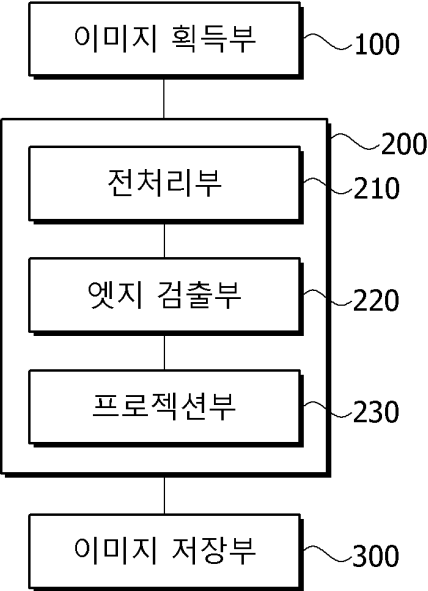 이미지 획득부 100
200
전처리부 210
엣지 검출부 220
프로젝션부 230
이미지 저장부 300